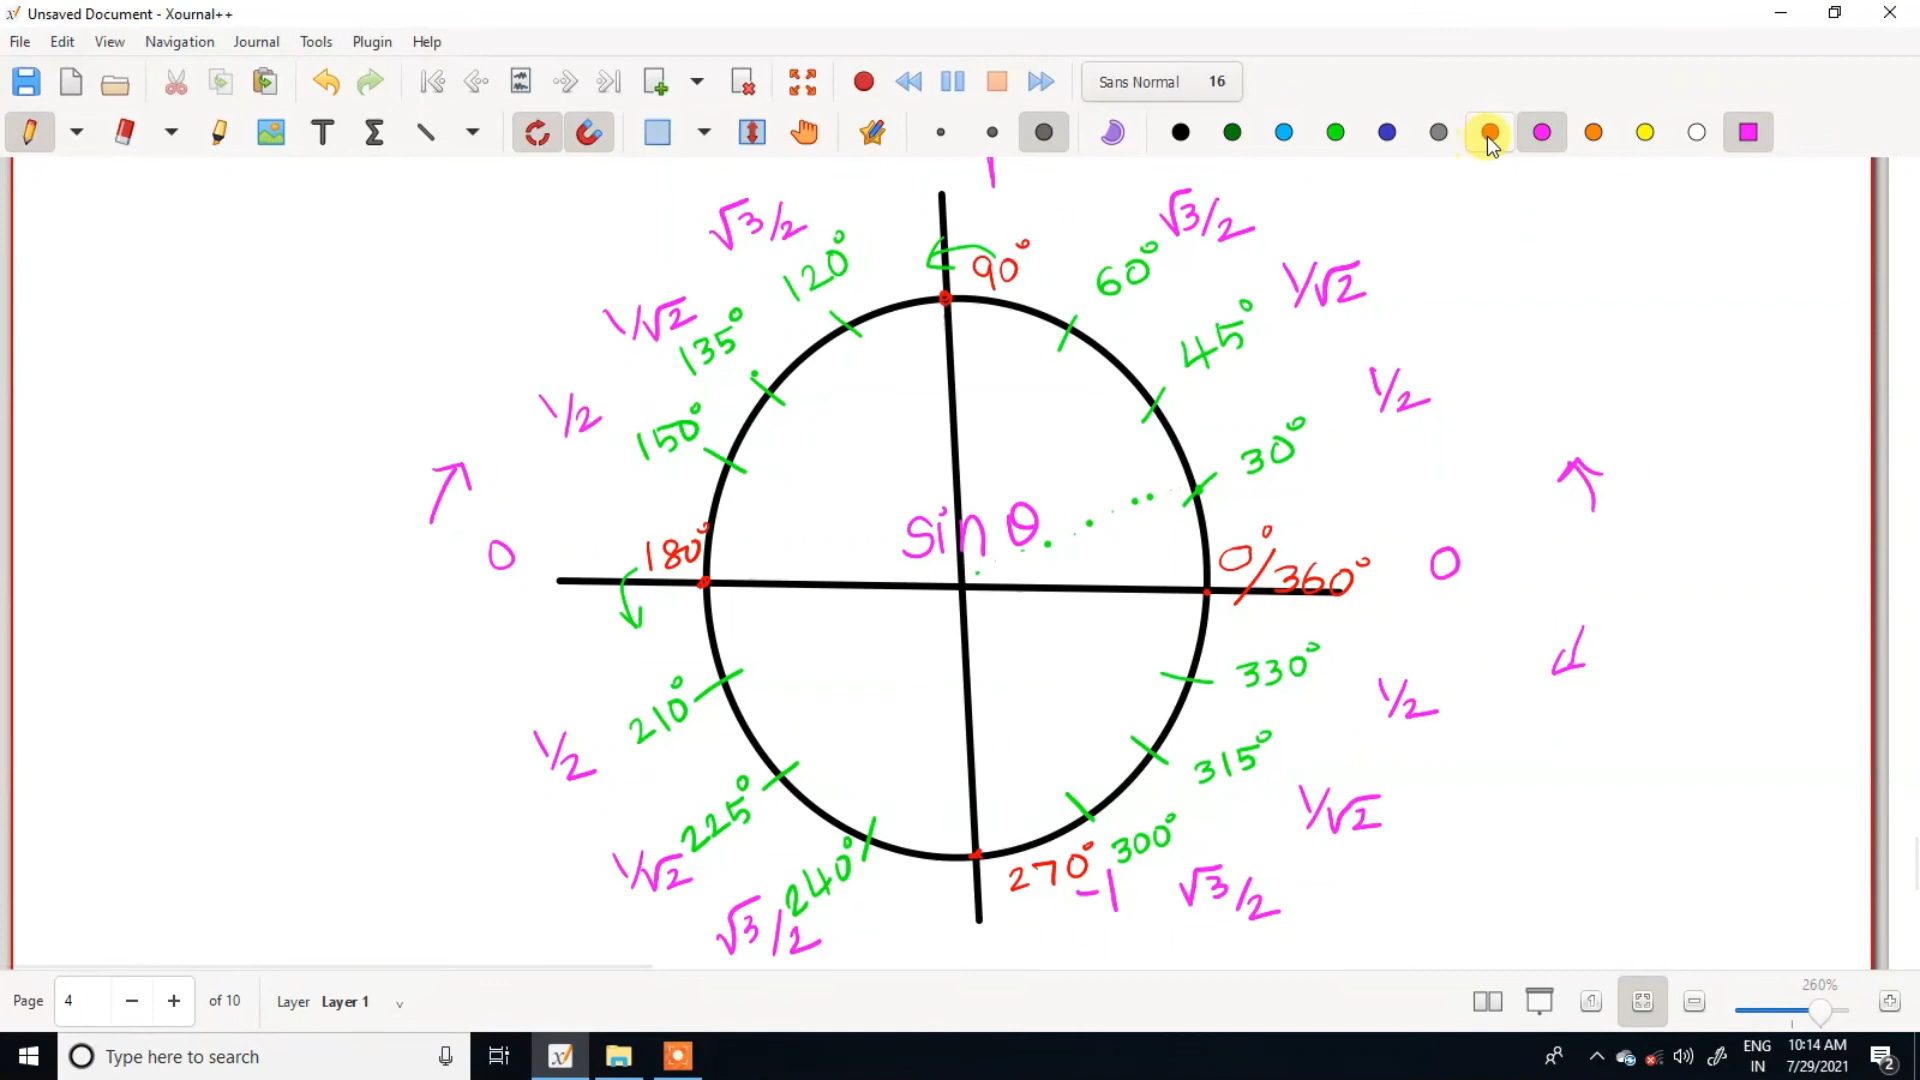 Unsaved Document - Xournal++
File Edit View Navigation Journal Tools Plugin Help
Sans Normal 16
1
√3/2 √3/2
120° 90° 60° 1/√2
1/√2
135° 45°
1/2 1/2
150° 30°
sin θ
0 180° 0°/360° 0
330°
210° 1/2
1/2 315°
225° 1/√2
1/√2 240° 270° 300°
-1 √3/2
√3/2
Page 4 of 10 Layer Layer 1 260%
Type here to search
ENG
IN
10:14 AM
7/29/2021
2